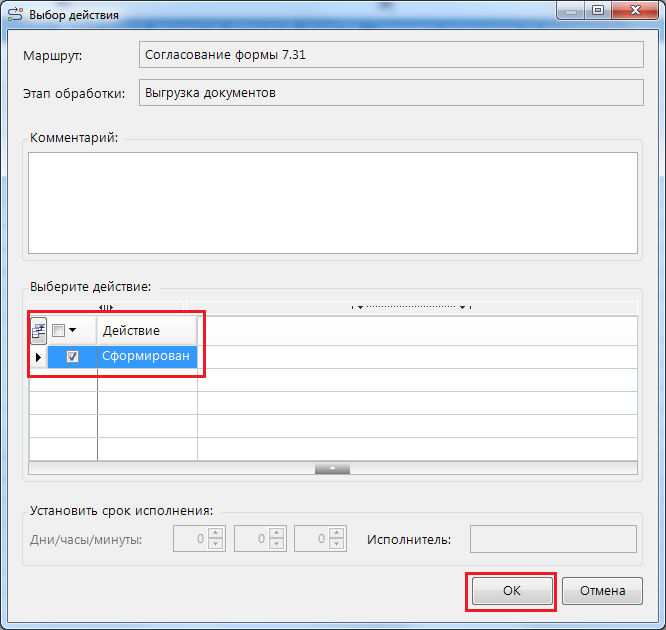 Выбор действия
Маршрут: Согласование формы 7.31
Этап обработки: Выгрузка документов
Комментарий:
Выберите действие:
Действие
Сформирован
Установить срок исполнения:
Дни/часы/минуты: 0 0 0 Исполнитель:
ОК Отмена